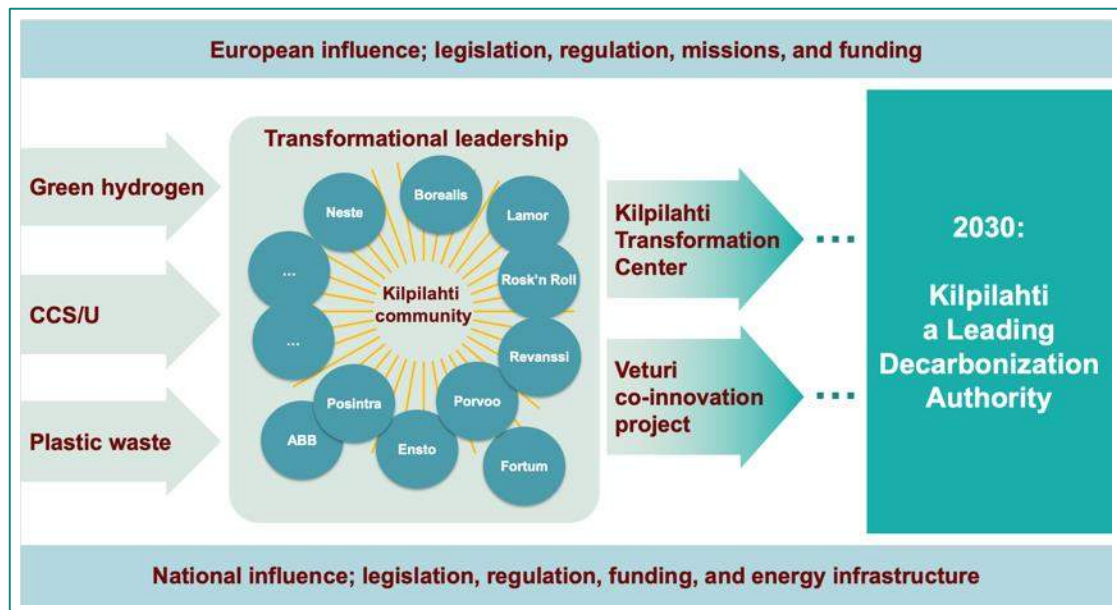 European influence; legislation, regulation, missions, and funding
Green hydrogen
CCS/U
Plastic waste
Transformational leadership
Neste
Borealis
Lamor
...
Rosk'n Roll
Kilpilahti
community
...
Revanssi
Posintra
Porvoo
ABB
Ensto
Fortum
Kilpilahti
Transformation
Center
...
Veturi
co-innovation
project
...
2030:
Kilpilahti
a Leading
Decarbonization
Authority
National influence; legislation, regulation, funding, and energy infrastructure